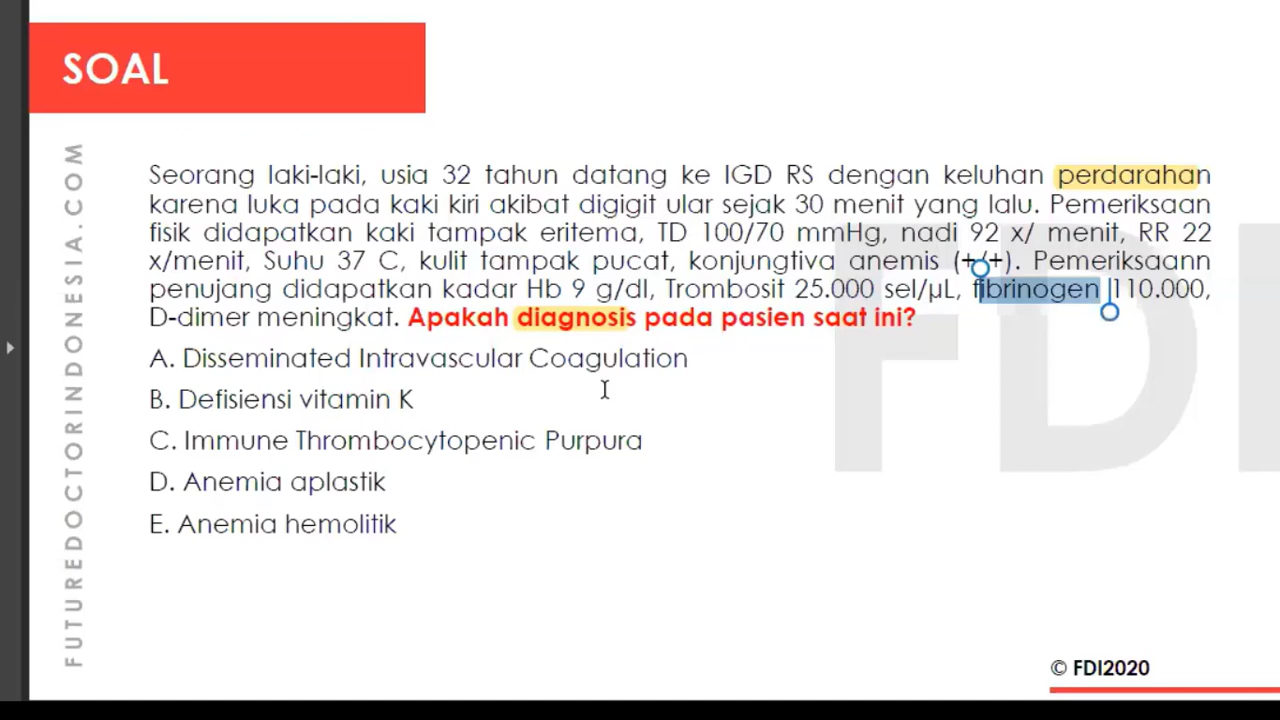 SOAL
FUTUREDOCTORINDONESIA.COM
Seorang laki-laki, usia 32 tahun datang ke IGD RS dengan keluhan perdarahan
karena luka pada kaki kiri akibat digigit ular sejak 30 menit yang lalu. Pemeriksaan
fisik didapatkan kaki tampak eritema, TD 100/70 mmHg, nadi 92 x/ menit, RR 22
x/menit, Suhu 37 C, kulit tampak pucat, konjungtiva anemis (+/+). Pemeriksaann
penujang didapatkan kadar Hb 9 g/dl, Trombosit 25.000 sel/µL, fibrinogen 110.000,
D-dimer meningkat. Apakah diagnosis pada pasien saat ini?
A. Disseminated Intravascular Coagulation
B. Defisiensi vitamin K
C. Immune Thrombocytopenic Purpura
D. Anemia aplastik
E. Anemia hemolitik
FD
© FDI2020